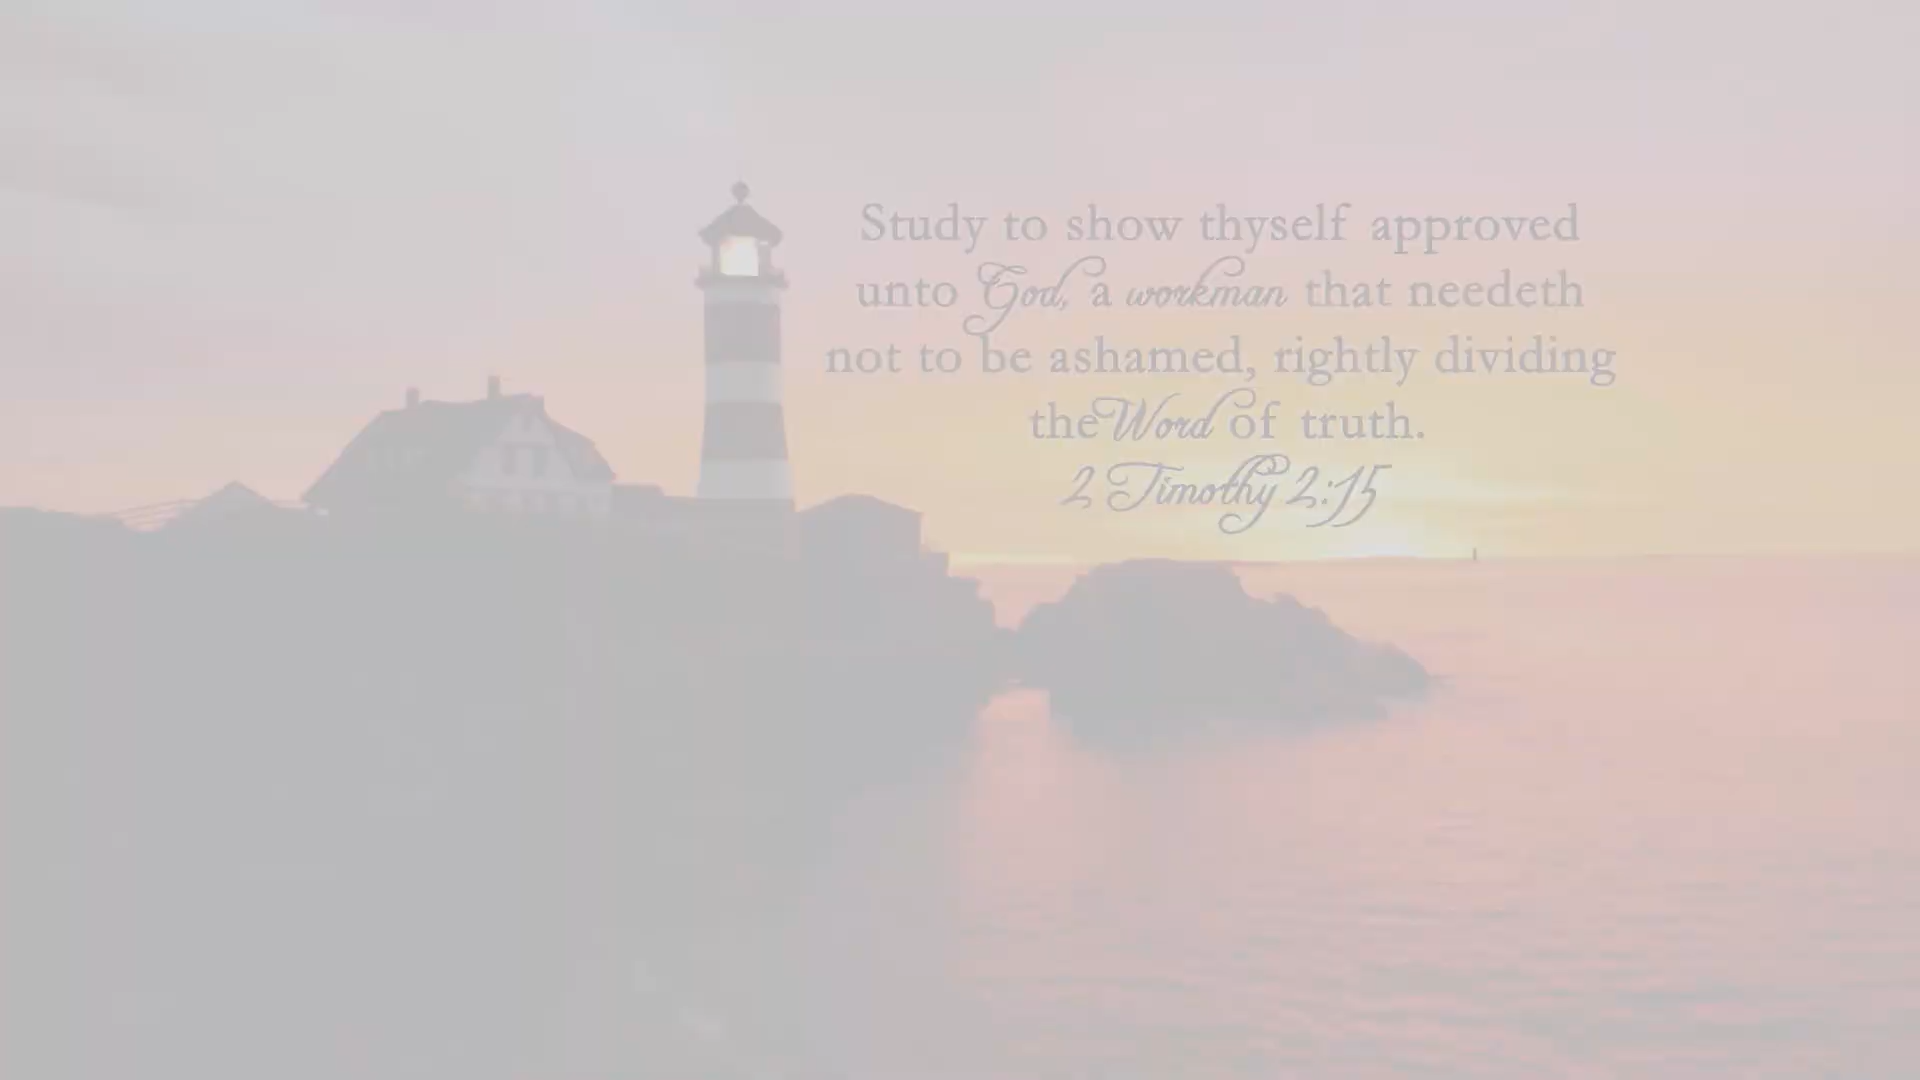 Study to show thyself approved
unto God, a workman that needeth
not to be ashamed, rightly dividing
the Word of truth.
2 Timothy 2:15